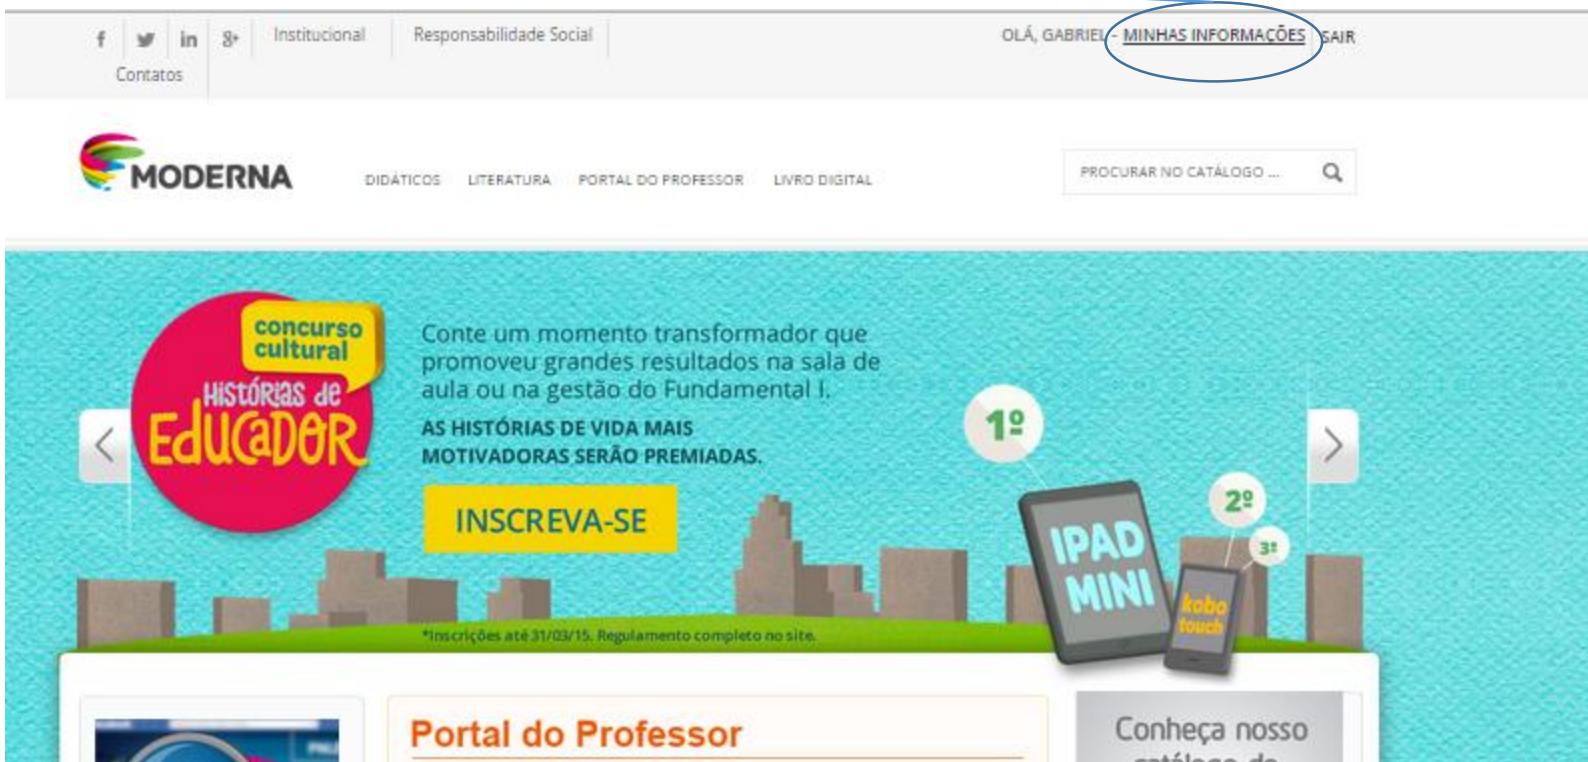 Institucional
Responsabilidade Social
OLÁ, GABRIEL - MINHAS INFORMAÇÕES SAIR
Contatos
MODERNA
DIDÁTICOS LITERATURA PORTAL DO PROFESSOR LIVRO DIGITAL
PROCURAR NO CATÁLOGO ...
concurso
cultural
HISTÓRIAS de
EDUCADOR
Conte um momento transformador que
promoveu grandes resultados na sala de
aula ou na gestão do Fundamental I.
AS HISTÓRIAS DE VIDA MAIS
MOTIVADORAS SERÃO PREMIADAS.
INSCREVA-SE
1º
2º
3º
IPAD
MINI
kobo
touch
*Inscrições até 31/03/15. Regulamento completo no site.
Portal do Professor
Conheça nosso
catálogo de